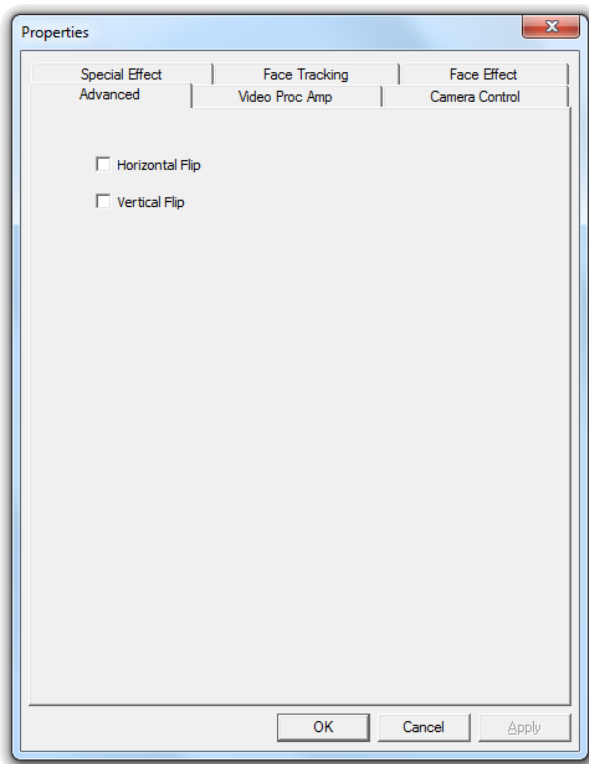 Properties
Special Effect Face Tracking Face Effect
Advanced Video Proc Amp Camera Control
Horizontal Flip
Vertical Flip
OK Cancel Apply